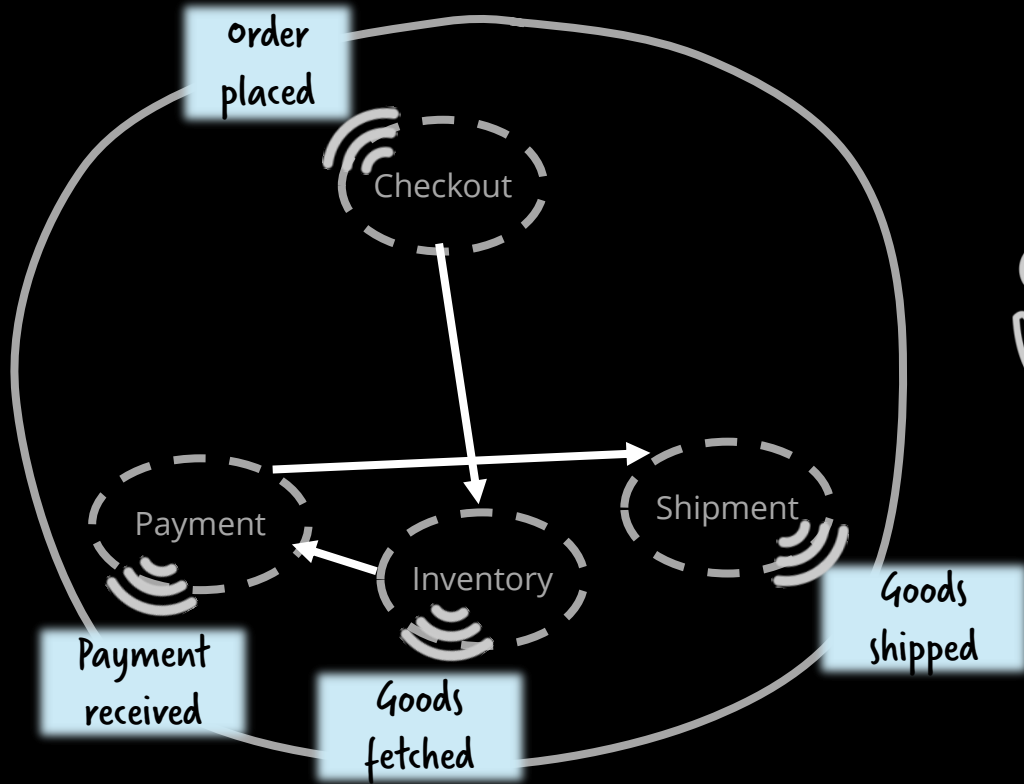 Order
placed
Checkout
Payment
Shipment
Inventory
Goods
shipped
Payment
received
Goods
fetched